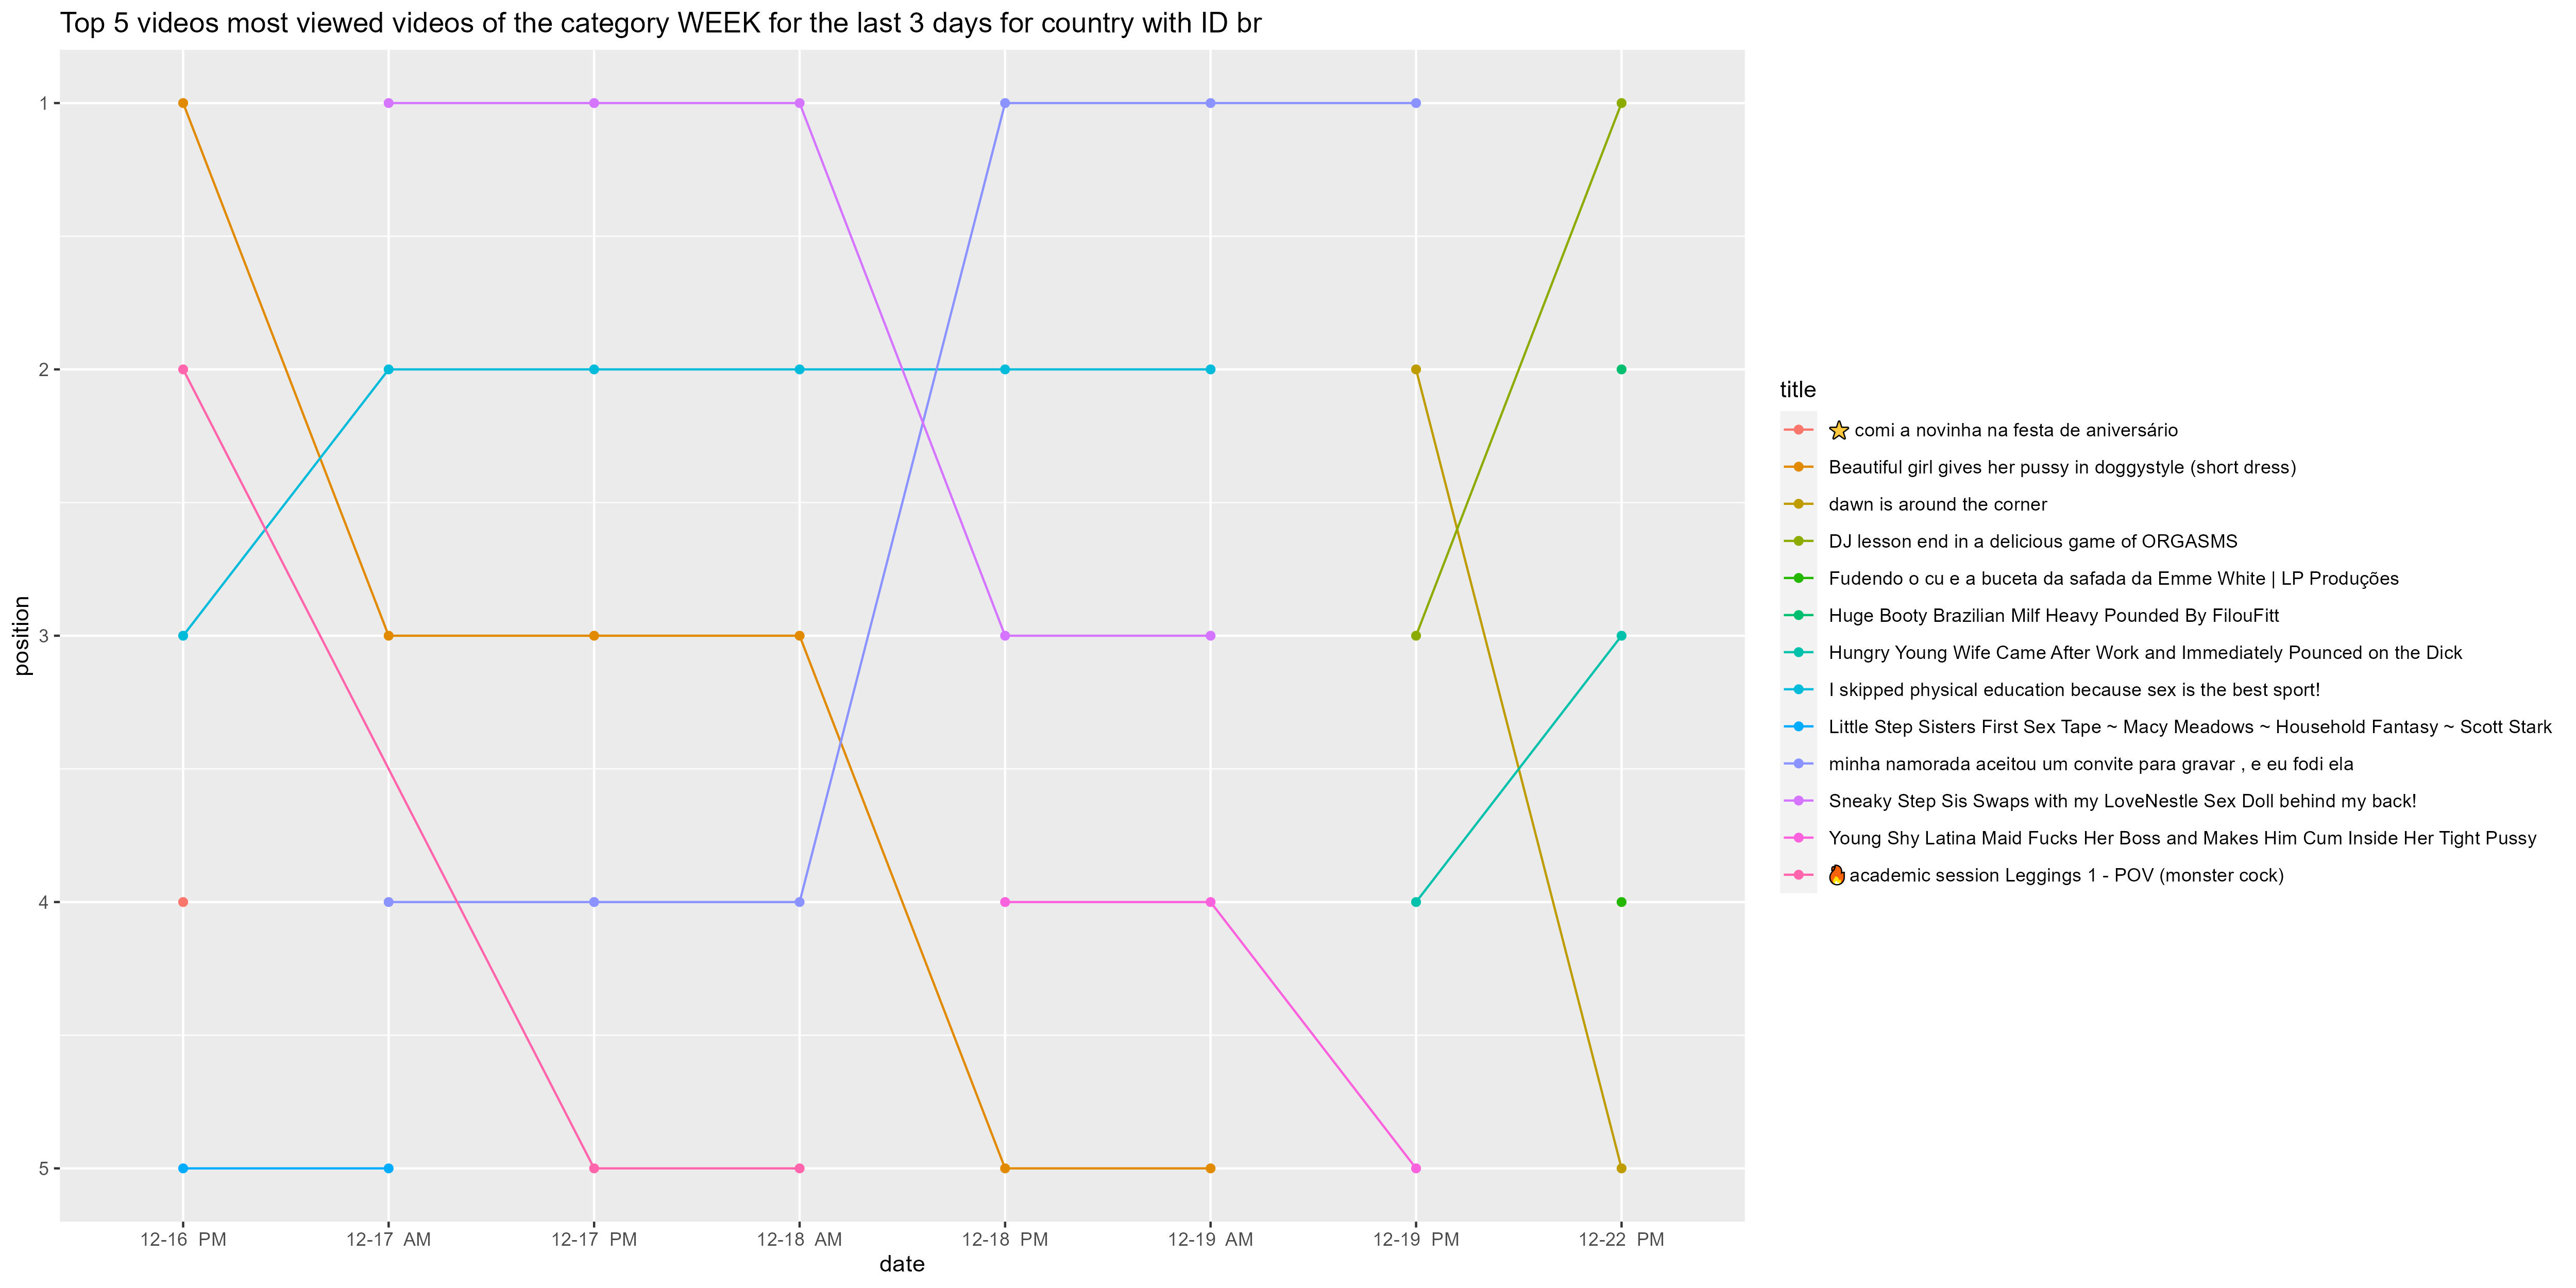 Top 5 videos most viewed videos of the category WEEK for the last 3 days for country with ID br
position
1
2
3
4
5
12-16 PM
12-17 AM
12-17 PM
12-18 AM
12-18 PM
12-19 AM
12-19 PM
12-22 PM
date
title
⭐ comi a novinha na festa de aniversário
Beautiful girl gives her pussy in doggystyle (short dress)
dawn is around the corner
DJ lesson end in a delicious game of ORGASMS
Fudendo o cu e a buceta da safada da Emme White | LP Produções
Huge Booty Brazilian Milf Heavy Pounded By FilouFitt
Hungry Young Wife Came After Work and Immediately Pounced on the Dick
I skipped physical education because sex is the best sport!
Little Step Sisters First Sex Tape ~ Macy Meadows ~ Household Fantasy ~ Scott Stark
minha namorada aceitou um convite para gravar , e eu fodi ela
Sneaky Step Sis Swaps with my LoveNestle Sex Doll behind my back!
Young Shy Latina Maid Fucks Her Boss and Makes Him Cum Inside Her Tight Pussy
🔥 academic session Leggings 1 - POV (monster cock)